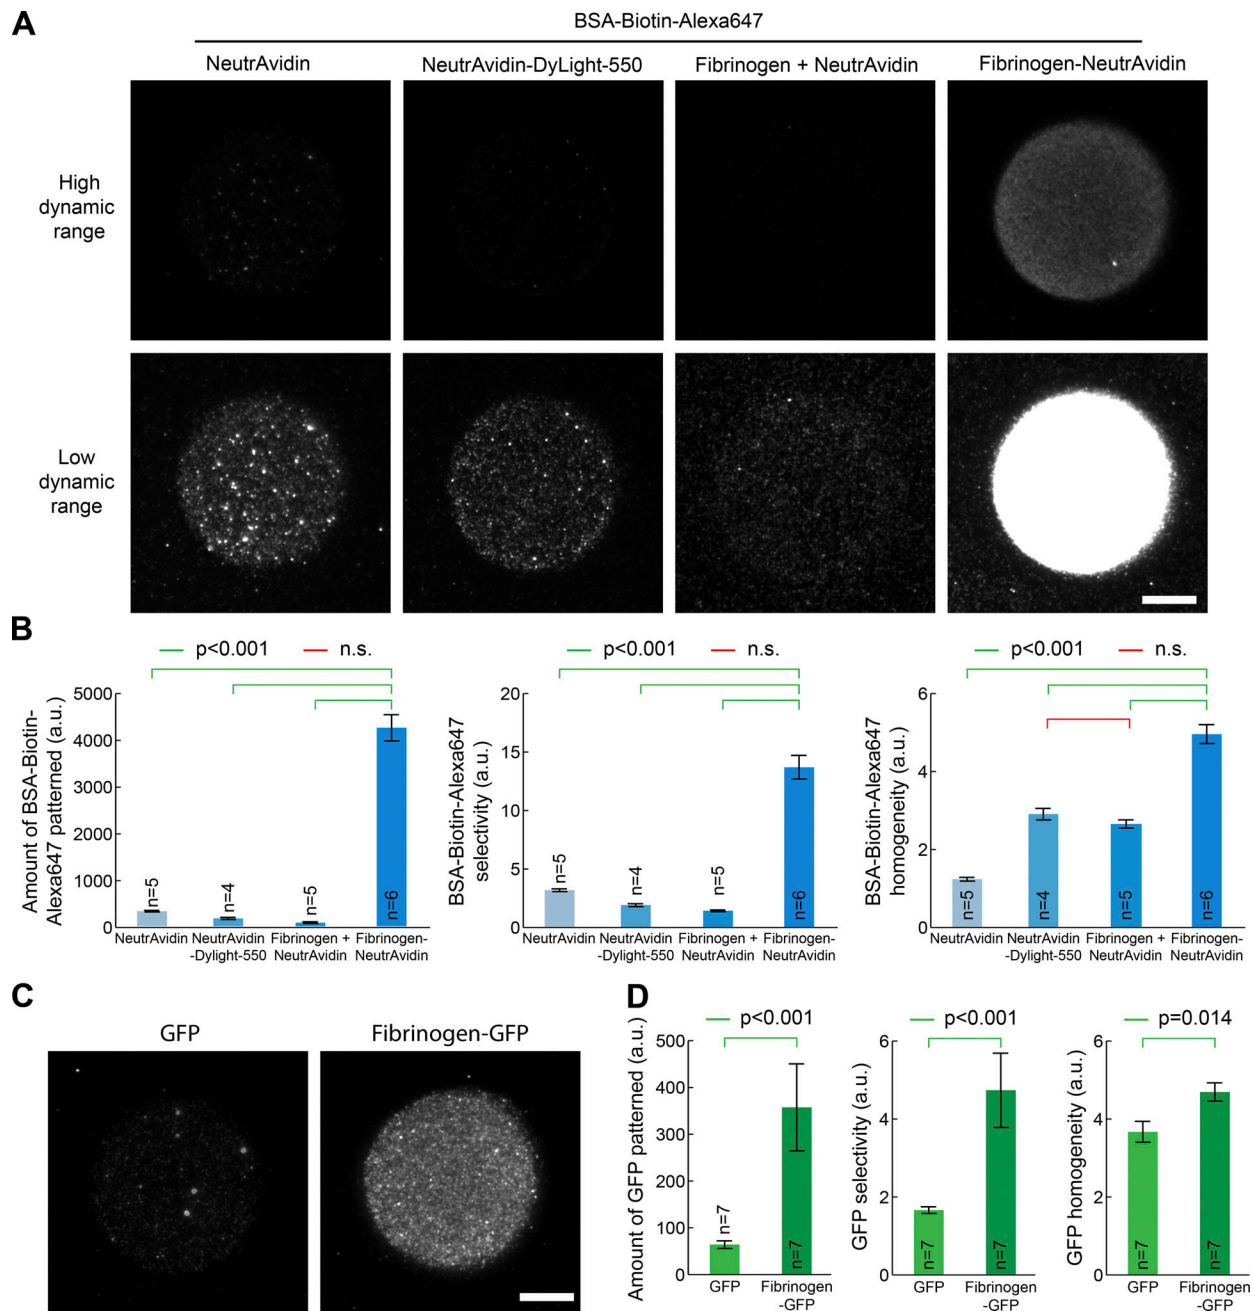 A
BSA-Biotin-Alexa647
NeutrAvidin
NeutrAvidin-DyLight-550
Fibrinogen + NeutrAvidin
Fibrinogen-NeutrAvidin
High
dynamic
range
Low
dynamic
range
B
p<0.001
n.s.
Amount of BSA-Biotin-
Alexa647 patterned (a.u.)
5000
4000
3000
2000
1000
0
n=5
n=4
n=5
n=6
NeutrAvidin
NeutrAvidin
-Dylight-550
Fibrinogen +
NeutrAvidin
Fibrinogen-
NeutrAvidin
p<0.001
n.s.
BSA-Biotin-Alexa647
selectivity (a.u.)
20
15
10
5
0
n=5
n=4
n=5
n=6
NeutrAvidin
NeutrAvidin
-Dylight-550
Fibrinogen +
NeutrAvidin
Fibrinogen-
NeutrAvidin
p<0.001
n.s.
BSA-Biotin-Alexa647
homogeneity (a.u.)
6
4
2
0
n=5
n=4
n=5
n=6
NeutrAvidin
NeutrAvidin
-Dylight-550
Fibrinogen +
NeutrAvidin
Fibrinogen-
NeutrAvidin
C
GFP
Fibrinogen-GFP
D
p<0.001
Amount of GFP patterned (a.u.)
500
400
300
200
100
0
n=7
n=7
GFP
Fibrinogen
-GFP
p<0.001
GFP selectivity (a.u.)
6
4
2
0
n=7
n=7
GFP
Fibrinogen
-GFP
p=0.014
GFP homogeneity (a.u.)
6
4
2
0
n=7
n=7
GFP
Fibrinogen
-GFP